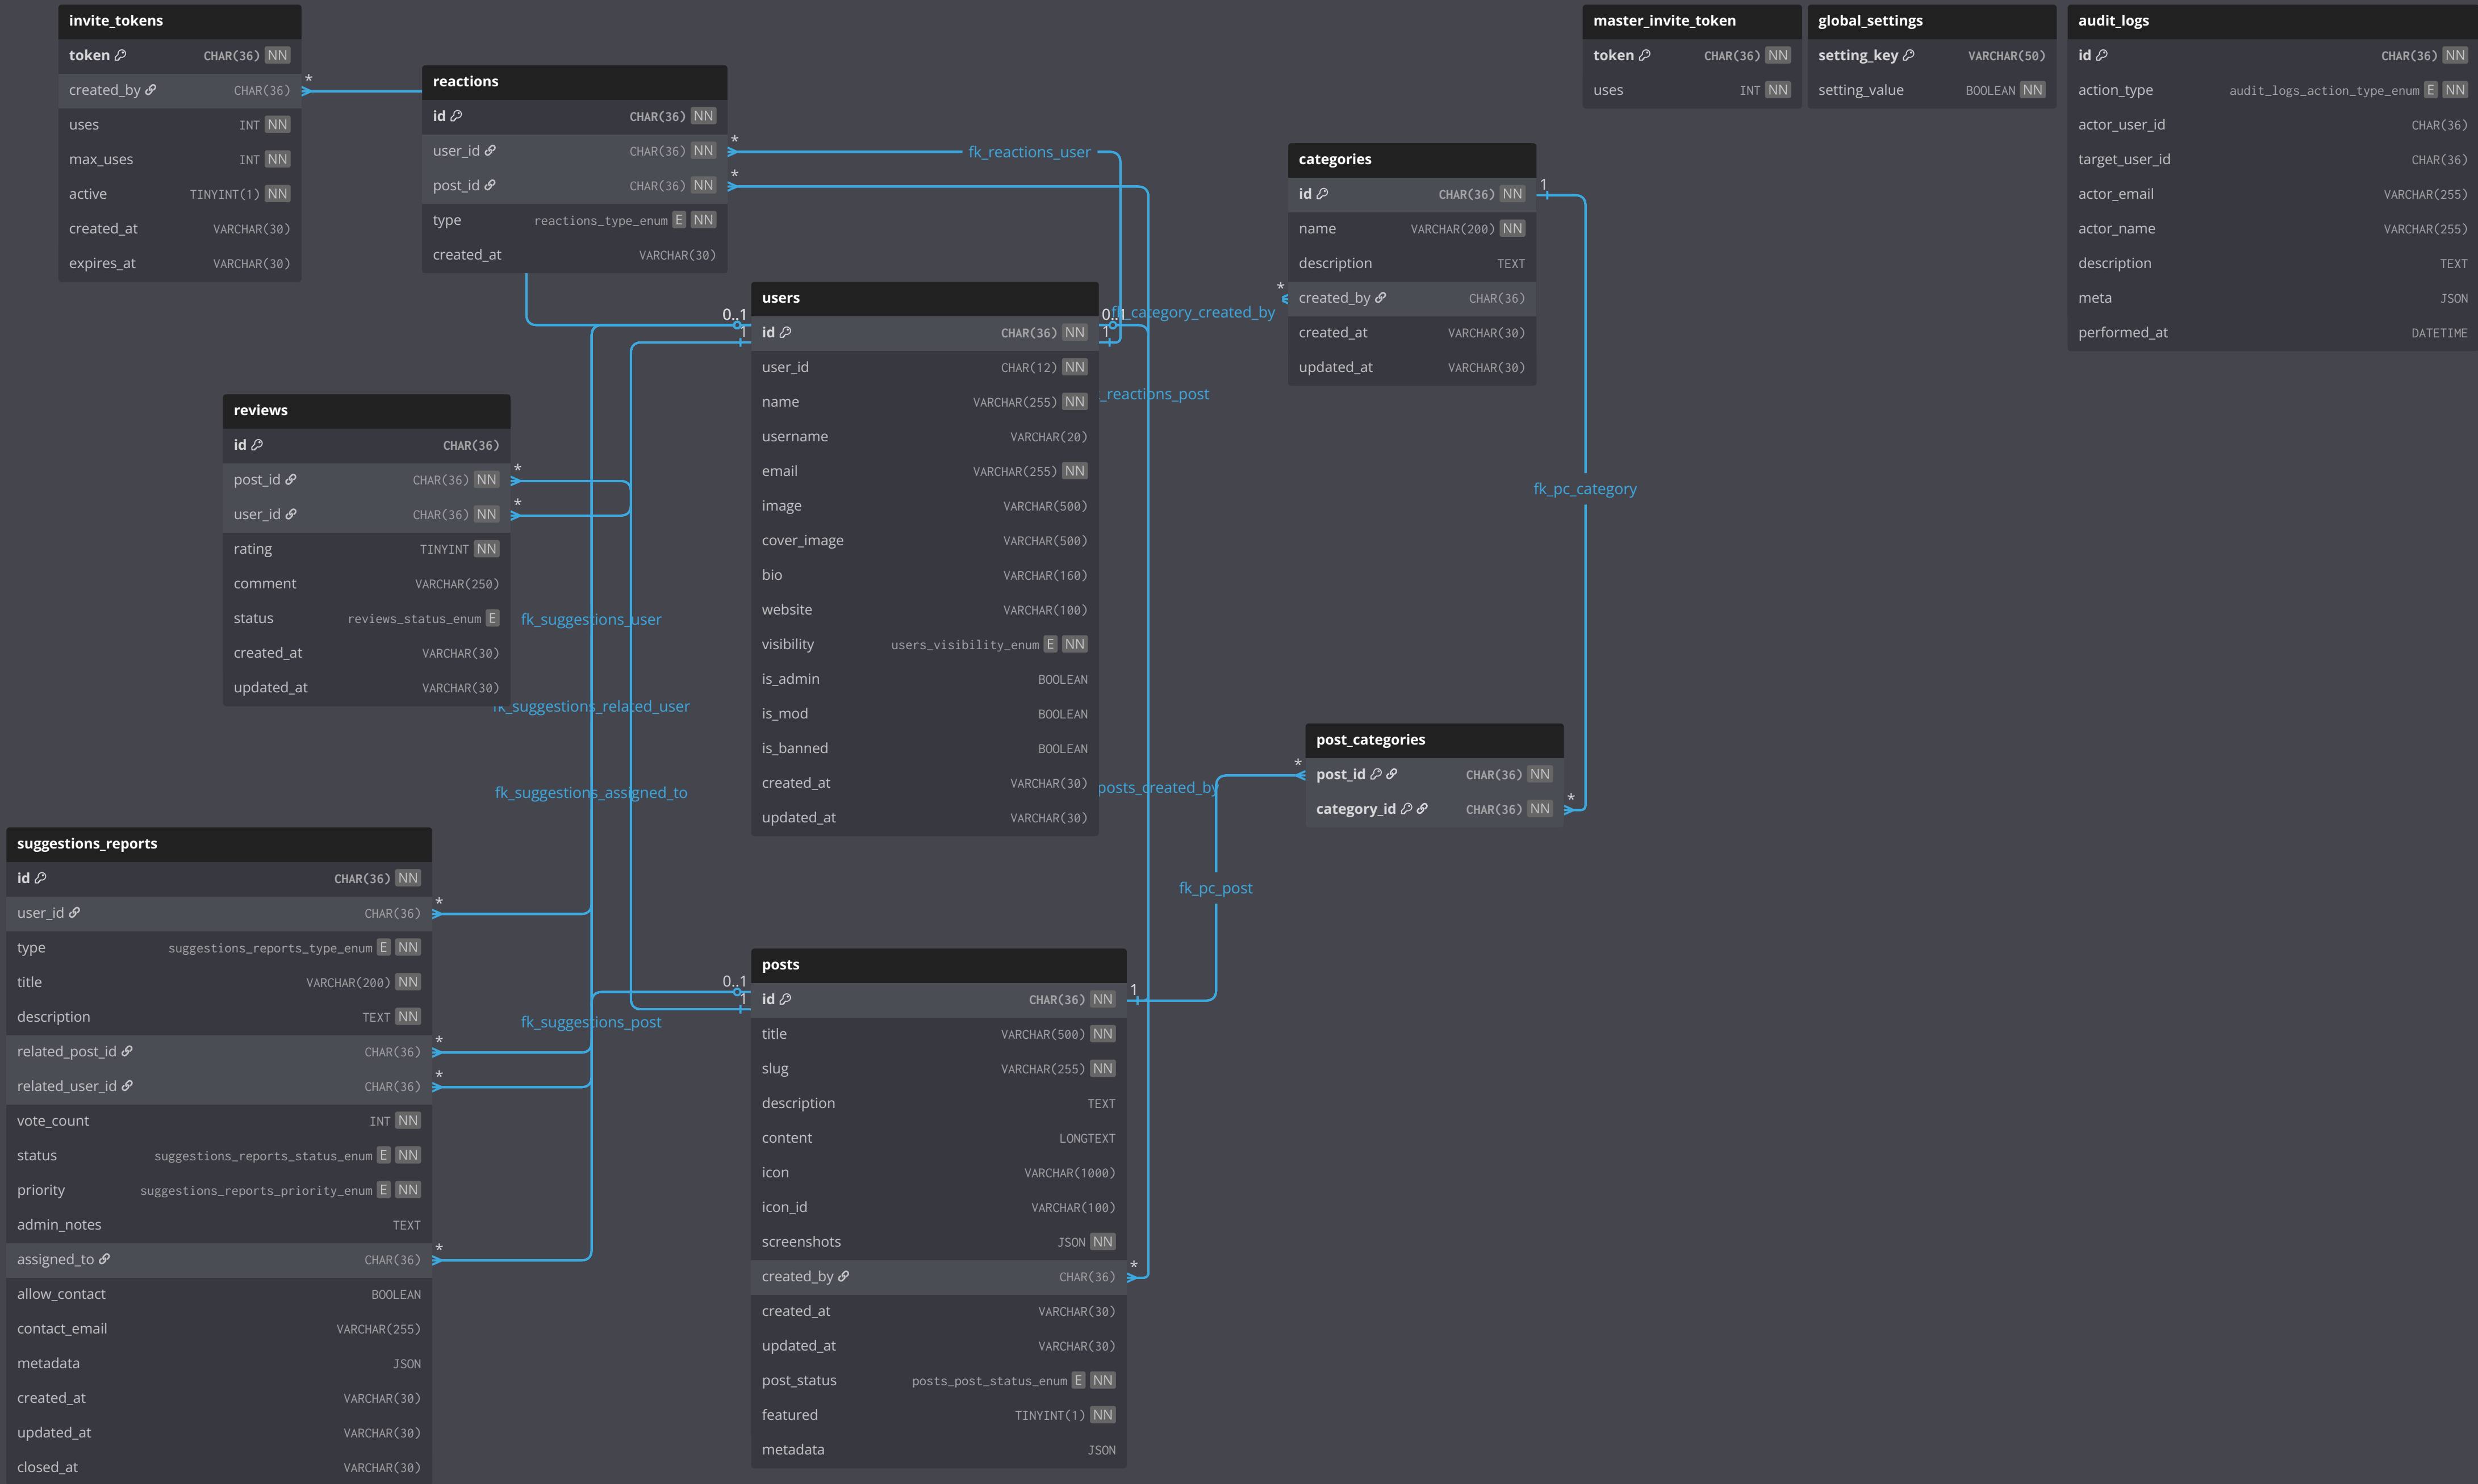 invite_tokens
token CHAR(36) NN
created_by CHAR(36)
uses INT NN
max_uses INT NN
active TINYINT(1) NN
created_at VARCHAR(30)
expires_at VARCHAR(30)
*
reactions
id CHAR(36) NN
user_id CHAR(36) NN
post_id CHAR(36) NN
type reactions_type_enum E NN
created_at VARCHAR(30)
*
*
fk_reactions_user
master_invite_token
token CHAR(36) NN
uses INT NN
global_settings
setting_key VARCHAR(50)
setting_value BOOLEAN NN
audit_logs
id CHAR(36) NN
action_type audit_logs_action_type_enum E NN
actor_user_id CHAR(36)
target_user_id CHAR(36)
actor_email VARCHAR(255)
actor_name VARCHAR(255)
description TEXT
meta JSON
performed_at DATETIME
categories
id CHAR(36) NN
name VARCHAR(200) NN
description TEXT
created_by CHAR(36)
created_at VARCHAR(30)
updated_at VARCHAR(30)
1
*
_category_created_by
users
id CHAR(36) NN
user_id CHAR(12) NN
name VARCHAR(255) NN
username VARCHAR(20)
email VARCHAR(255) NN
image VARCHAR(500)
cover_image VARCHAR(500)
bio VARCHAR(160)
website VARCHAR(100)
visibility users_visibility_enum E NN
is_admin BOOLEAN
is_mod BOOLEAN
is_banned BOOLEAN
created_at VARCHAR(30)
updated_at VARCHAR(30)
0..1
1
0..1
1
_reactions_post
reviews
id CHAR(36)
post_id CHAR(36) NN
user_id CHAR(36) NN
rating TINYINT NN
comment VARCHAR(250)
status reviews_status_enum E
created_at VARCHAR(30)
updated_at VARCHAR(30)
*
*
fk_pc_category
fk_suggestions_user
fk_suggestions_related_user
fk_suggestions_assigned_to
posts_created_by
post_categories
post_id CHAR(36) NN
category_id CHAR(36) NN
*
*
fk_pc_post
suggestions_reports
id CHAR(36) NN
user_id CHAR(36)
type suggestions_reports_type_enum E NN
title VARCHAR(200) NN
description TEXT NN
related_post_id CHAR(36)
related_user_id CHAR(36)
vote_count INT NN
status suggestions_reports_status_enum E NN
priority suggestions_reports_priority_enum E NN
admin_notes TEXT
assigned_to CHAR(36)
allow_contact BOOLEAN
contact_email VARCHAR(255)
metadata JSON
created_at VARCHAR(30)
updated_at VARCHAR(30)
closed_at VARCHAR(30)
*
*
*
*
fk_suggestions_post
posts
id CHAR(36) NN
title VARCHAR(500) NN
slug VARCHAR(255) NN
description TEXT
content LONGTEXT
icon VARCHAR(1000)
icon_id VARCHAR(100)
screenshots JSON NN
created_by CHAR(36)
created_at VARCHAR(30)
updated_at VARCHAR(30)
post_status posts_post_status_enum E NN
featured TINYINT(1) NN
metadata JSON
0..1
1
1
*